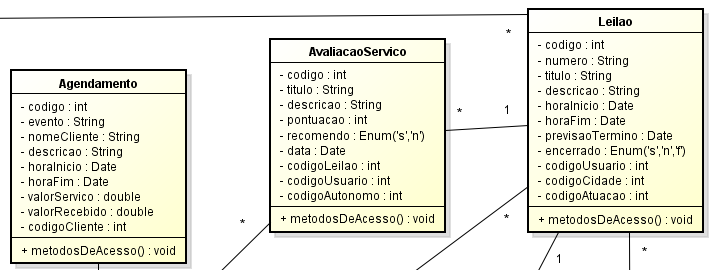 Agendamento
- codigo : int
- evento : String
- nomeCliente : String
- descricao : String
- horaInicio : Date
- horaFim : Date
- valorServico : double
- valorRecebido : double
- codigoCliente : int
+ metodosDeAcesso() : void
*
AvaliacaoServico
- codigo : int
- titulo : String
- descricao : String
- pontuacao : int
- recomendo : Enum('s','n')
- data : Date
- codigoLeilao : int
- codigoUsuario : int
- codigoAutonomo : int
+ metodosDeAcesso() : void
*
1
*
*
Leilao
- codigo : int
- numero : String
- titulo : String
- descricao : String
- horaInicio : Date
- horaFim : Date
- previsaoTermino : Date
- encerrado : Enum('s','n','f')
- codigoUsuario : int
- codigoCidade : int
- codigoAtuacao : int
+ metodosDeAcesso() : void
1
*